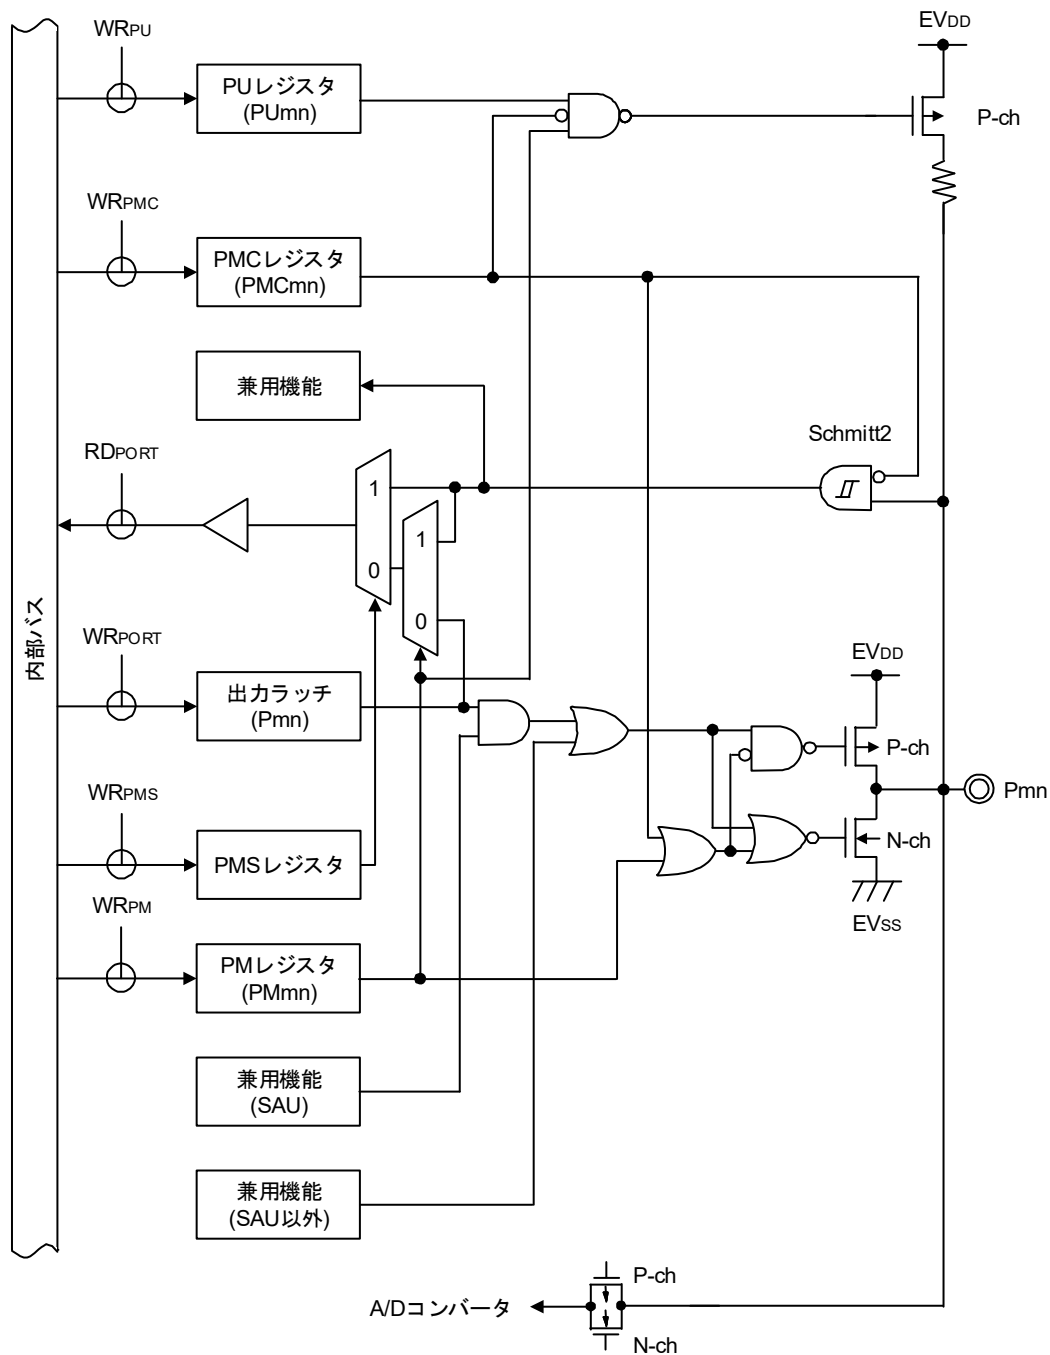 WRPU
EVDD
PUレジスタ
(PUmn)
P-ch
WRPMC
PMCレジスタ
(PMCmn)
兼用機能
Schmitt2
RDPORT
1
0
1
0
内部バス
WRPORT
出力ラッチ
(Pmn)
EVDD
P-ch
Pmn
WRPMS
PMSレジスタ
N-ch
EVSS
WRPM
PMレジスタ
(PMmn)
兼用機能
(SAU)
兼用機能
(SAU以外)
P-ch
A/Dコンバータ
N-ch